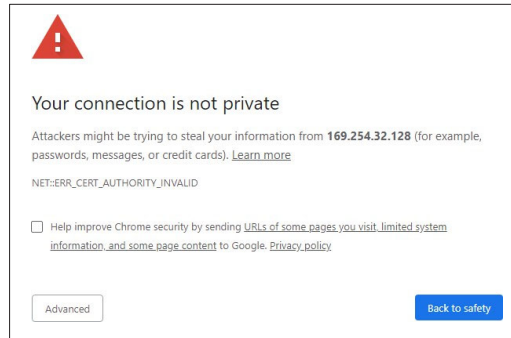 Your connection is not private
Attackers might be trying to steal your information from 169.254.32.128 (for example,
passwords, messages, or credit cards). Learn more
NET::ERR_CERT_AUTHORITY_INVALID
Help improve Chrome security by sending URLs of some pages you visit, limited system
information, and some page content to Google. Privacy policy
Advanced
Back to safety